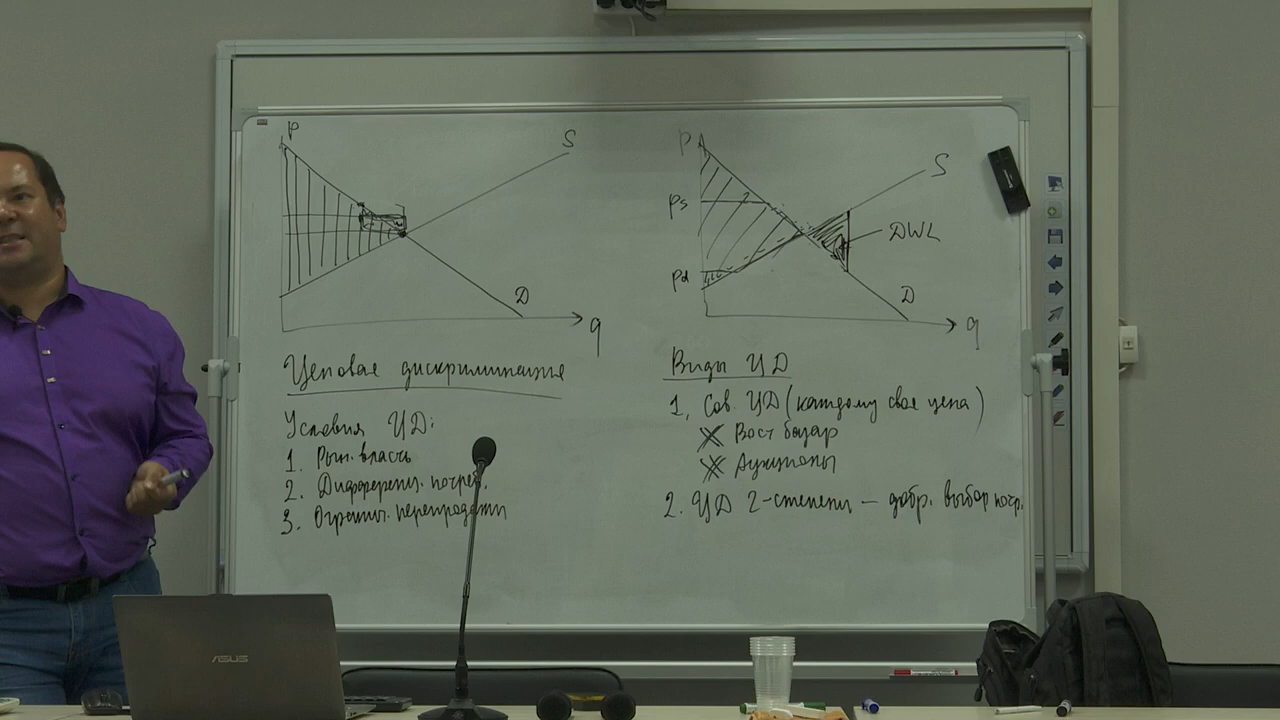 P
S
D
q
Ценовая дискриминация
Условия ЦД:
1. Рын. власть
2. Дифференц. потреб.
3. Огранич. перепродажи
P
Ps
Pd
S
DWL
D
q
Виды ЦД
1. Сов. ЦД (каждому своя цена)
Вост базар
Аукционы
2. ЦД 2-степени – добр. выбор потр.
ASUS